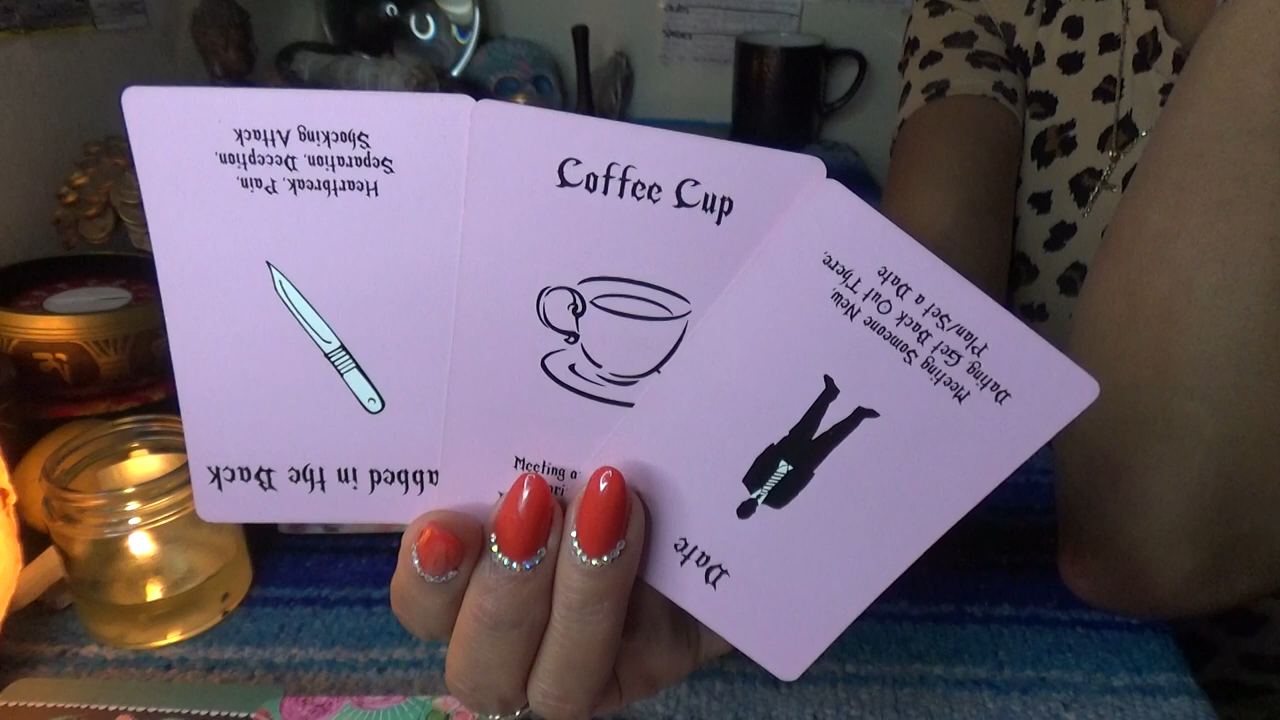 Heartbreak, Pain,
Separation, Deception,
Shocking Attack
abbed in the Back
Coffee Cup
Meeting a
Date
Meeting Someone New,
Dating, Get Back Out There,
Plan/Set a Date